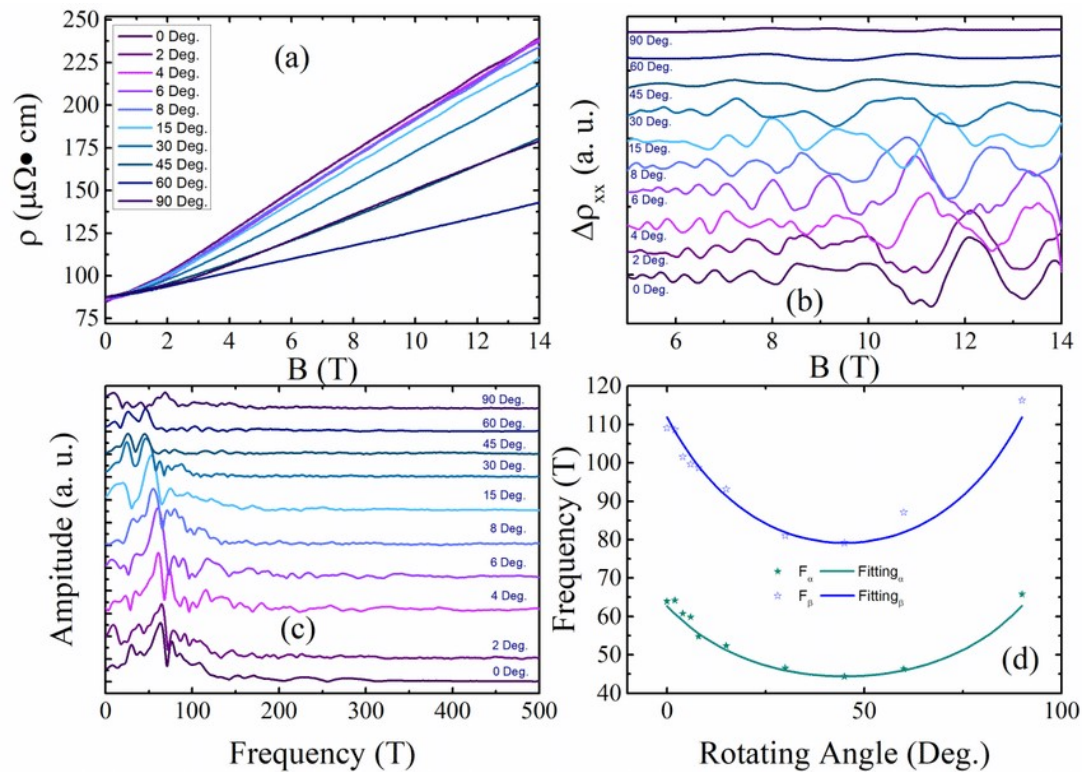 (a)
250
225
200
175
150
125
100
75
ρ (μΩ• cm)
0 Deg.
2 Deg.
4 Deg.
6 Deg.
8 Deg.
15 Deg.
30 Deg.
45 Deg.
60 Deg.
90 Deg.
0 2 4 6 8 10 12 14
B (T)
Δρxx (a. u.)
90 Deg.
60 Deg.
45 Deg.
30 Deg.
15 Deg.
8 Deg.
6 Deg.
4 Deg.
2 Deg.
0 Deg.
(b)
6 8 10 12 14
B (T)
Ampitude (a. u.)
90 Deg.
60 Deg.
45 Deg.
30 Deg.
15 Deg.
8 Deg.
6 Deg.
4 Deg.
(c)
2 Deg.
0 Deg.
0 100 200 300 400 500
Frequency (T)
Frequency (T)
120
110
100
90
80
70
60
50
40
Fα Fittingα
Fβ Fittingβ
(d)
0 50 100
Rotating Angle (Deg.)